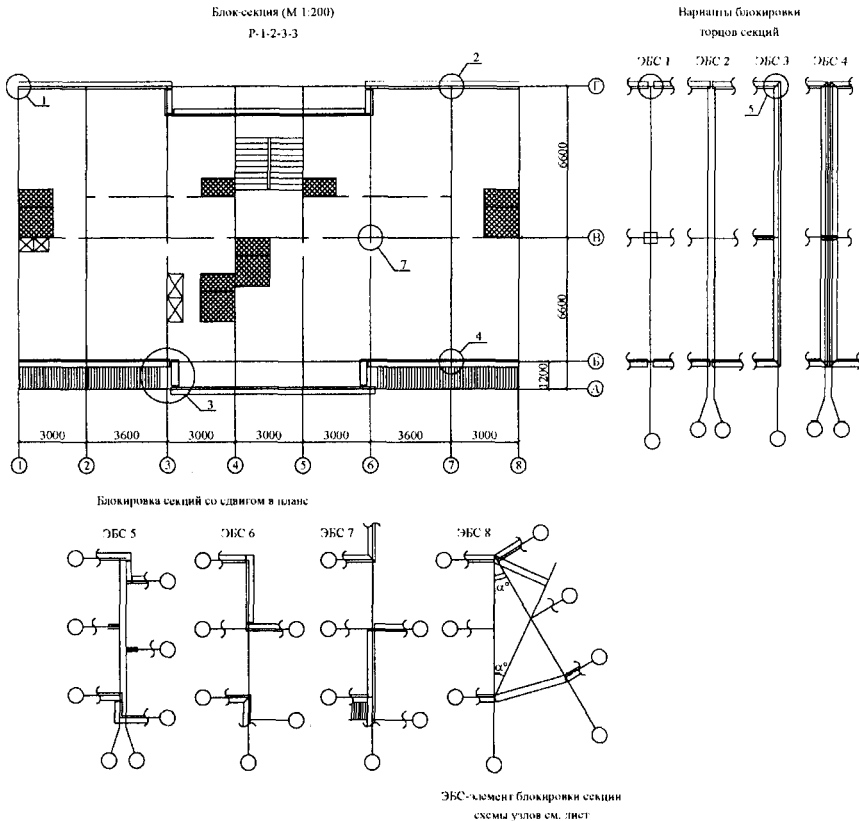 Блок-секция (М 1:200)
Р-1-2-3-3
Варианты блокировки
торцов секций
ЭБС 1 ЭБС 2 ЭБС 3 ЭБС 4
1
2
Г
5
6600
В
7
6600
4
Б
1200
3
А
3000 3600 3000 3000 3000 3600 3000
1 2 3 4 5 6 7 8
Блокировка секций со сдвигом в плане
ЭБС 5 ЭБС 6 ЭБС 7 ЭБС 8
α°
α°
ЭБС-элемент блокировки секции
схемы узлов см. лист